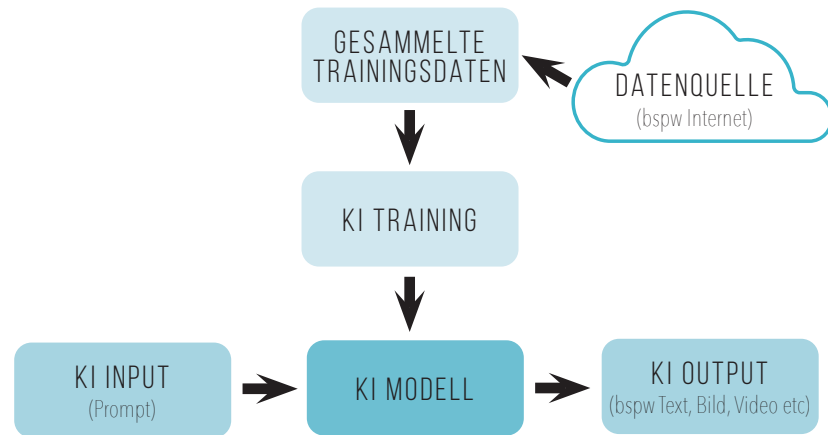 GESAMMELTE
TRAININGSDATEN
DATENQUELLE
(bspw Internet)
KI TRAINING
KI INPUT
(Prompt)
KI MODELL
KI OUTPUT
(bspw Text, Bild, Video etc)